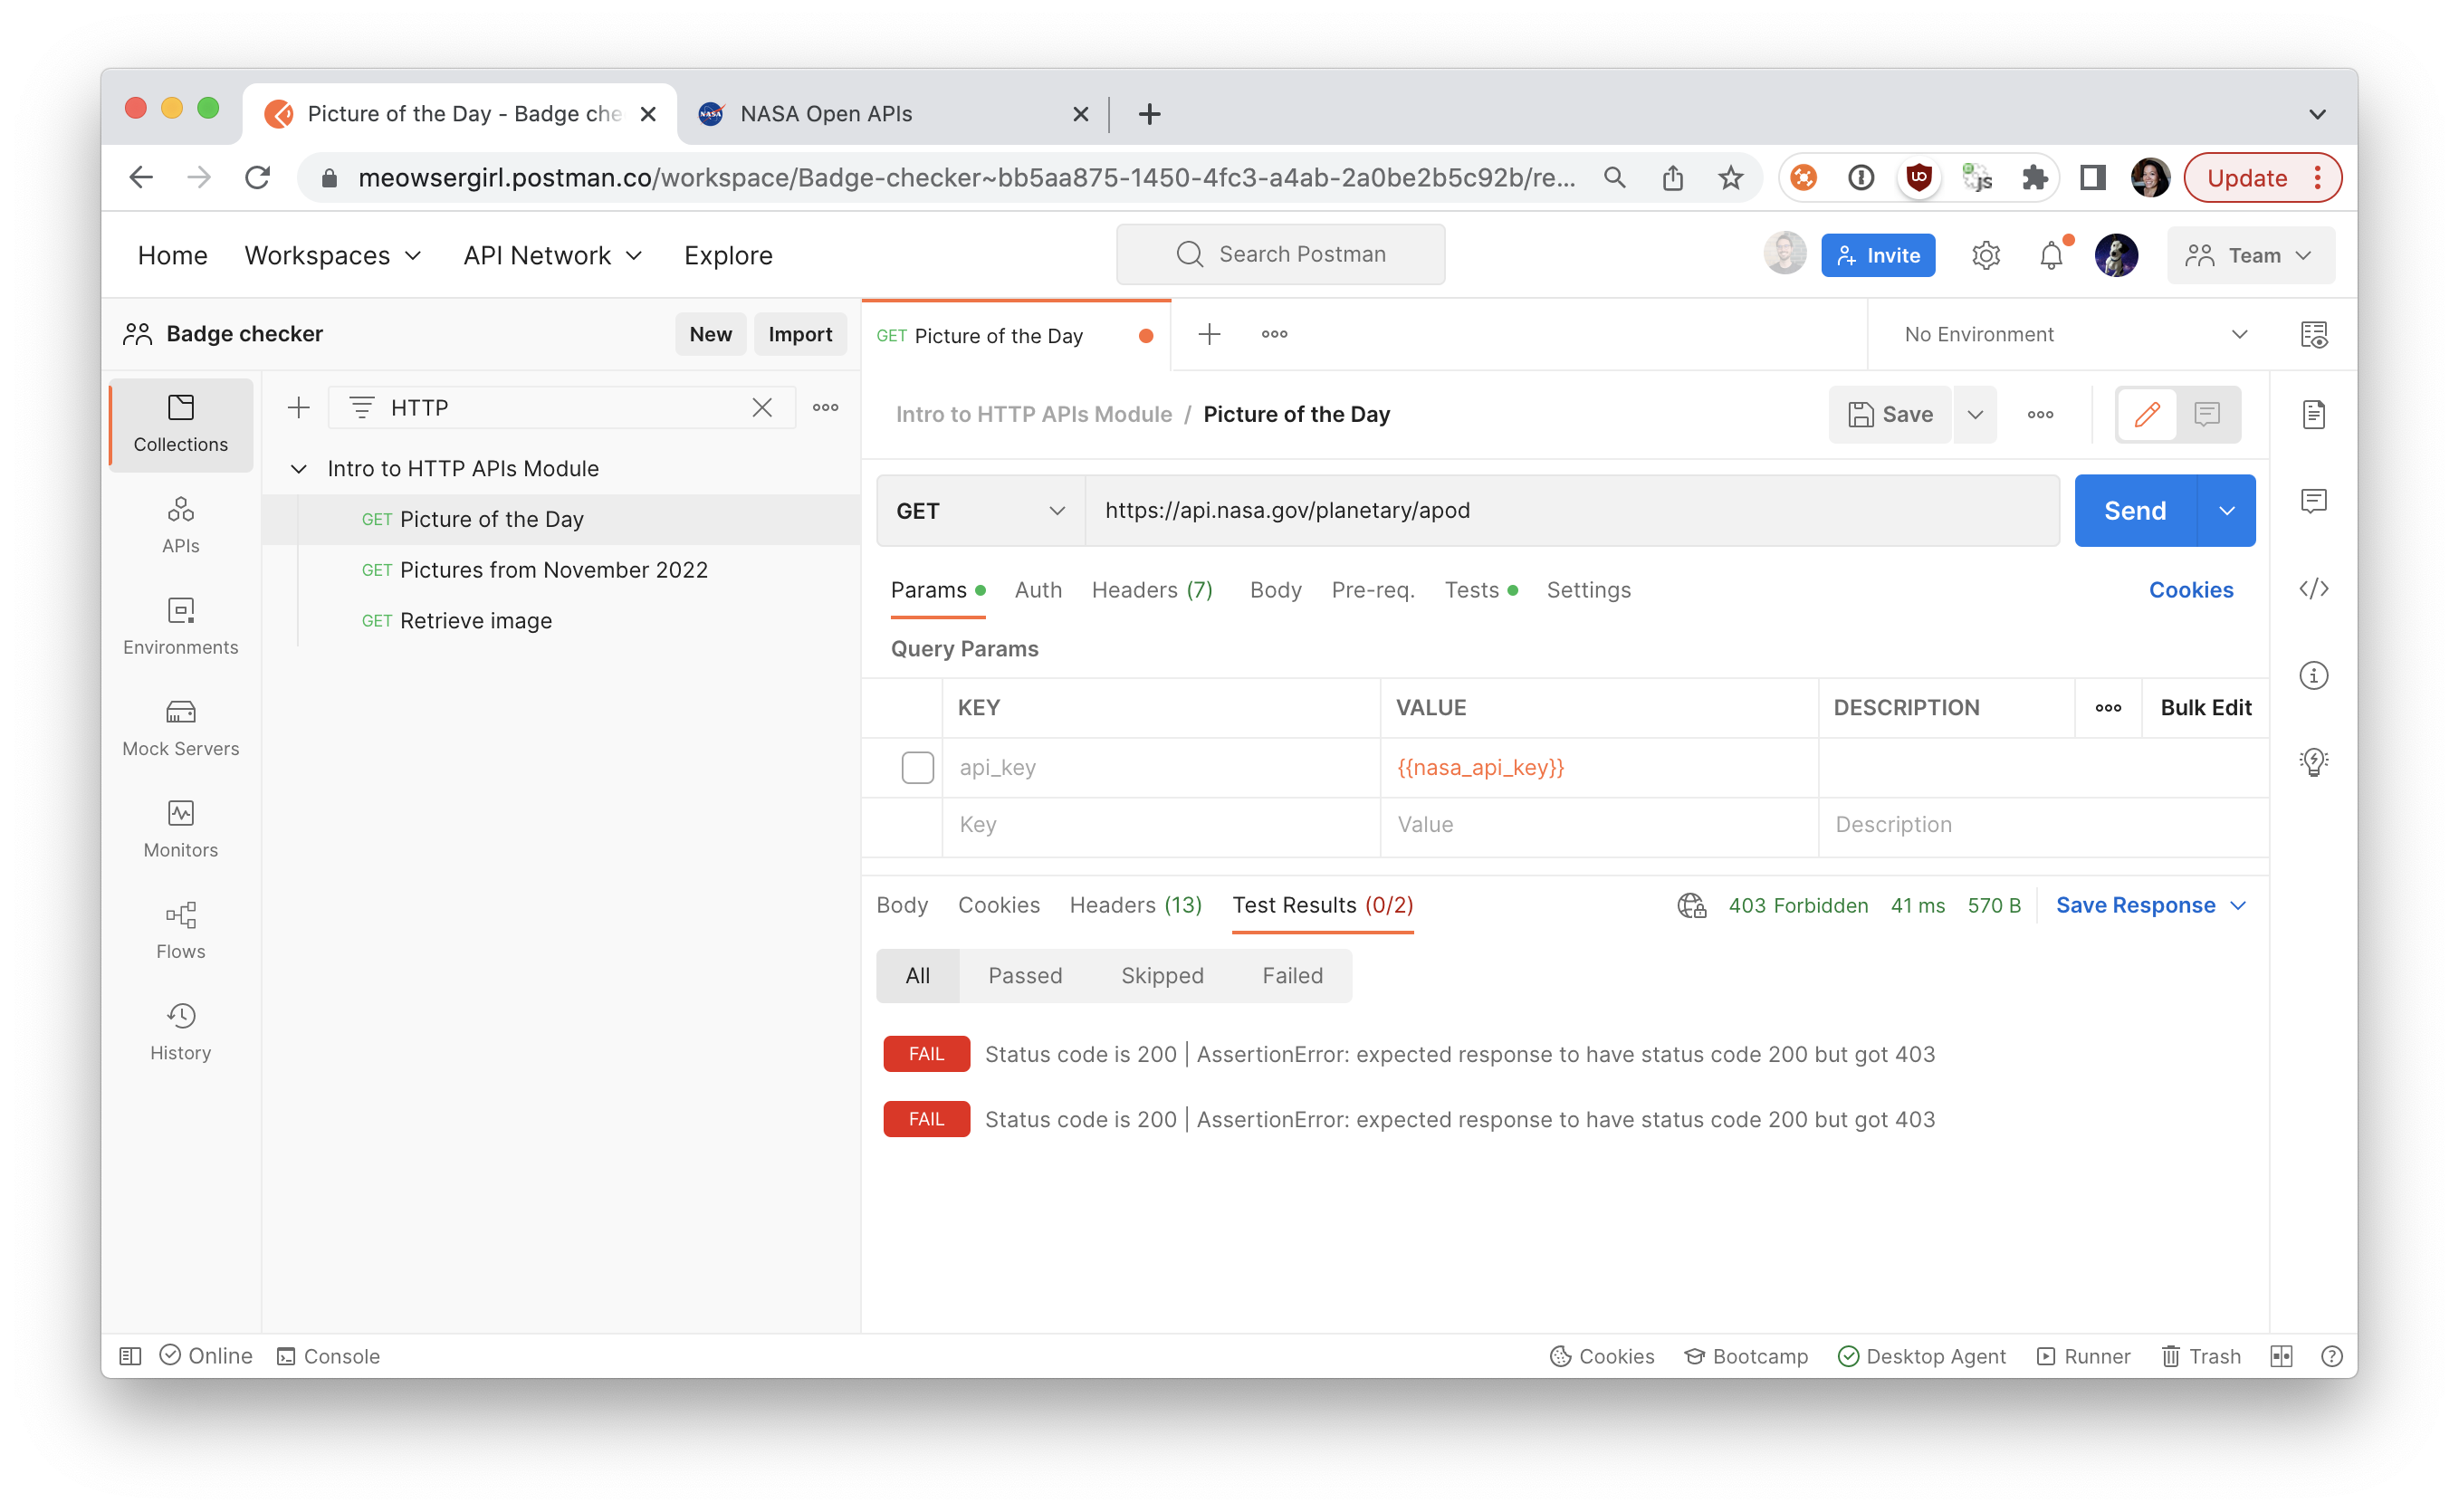 Picture of the Day - Badge che
NASA Open APIs
meowsergirl.postman.co/workspace/Badge-checker~bb5aa875-1450-4fc3-a4ab-2a0be2b5c92b/re...
Update
Home Workspaces API Network Explore
Search Postman
Invite
Team
Badge checker
New Import
GET Picture of the Day
No Environment
Collections
APIs
Environments
Mock Servers
Monitors
Flows
History
HTTP
Intro to HTTP APIs Module
GET Picture of the Day
GET Pictures from November 2022
GET Retrieve image
Intro to HTTP APIs Module / Picture of the Day
Save
GET https://api.nasa.gov/planetary/apod
Send
Params Auth Headers (7) Body Pre-req. Tests Settings Cookies
Query Params
KEY VALUE DESCRIPTION Bulk Edit
api_key {{nasa_api_key}}
Key Value Description
Body Cookies Headers (13) Test Results (0/2) 403 Forbidden 41 ms 570 B Save Response
All Passed Skipped Failed
FAIL Status code is 200 | AssertionError: expected response to have status code 200 but got 403
FAIL Status code is 200 | AssertionError: expected response to have status code 200 but got 403
Online Console Cookies Bootcamp Desktop Agent Runner Trash